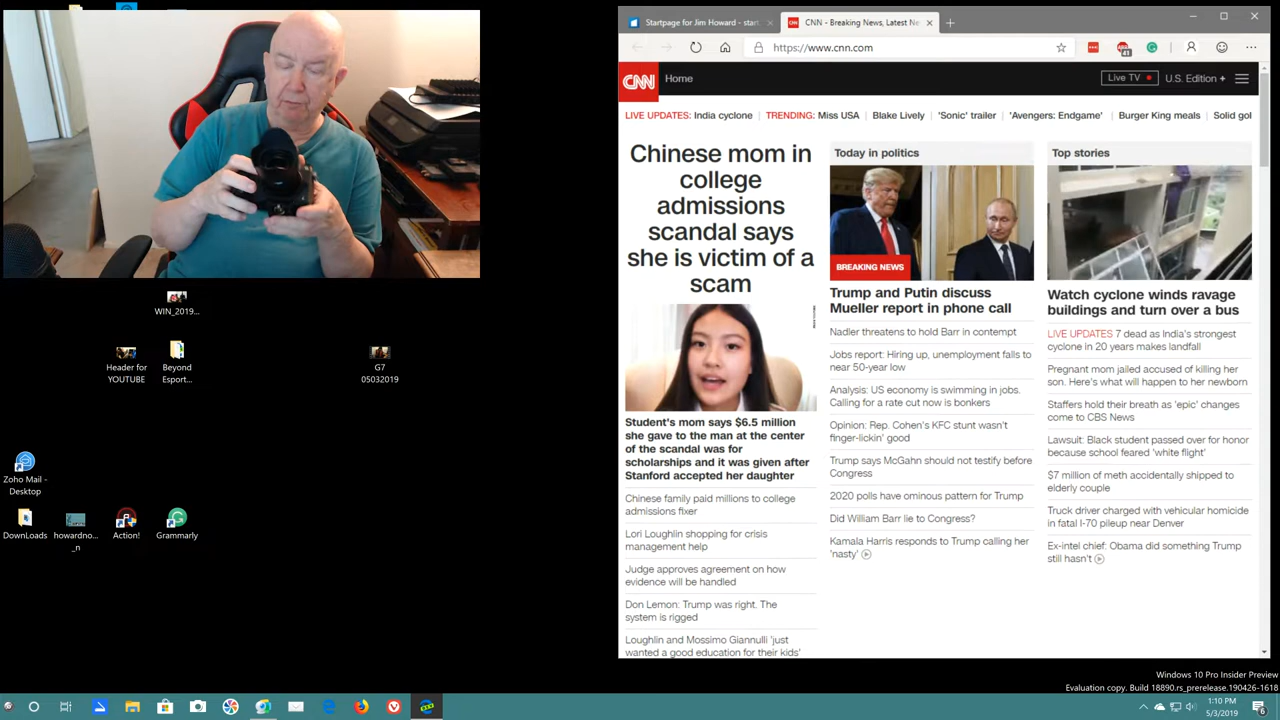 Startpage for Jim Howard - start
CNN - Breaking News, Latest Ne
https://www.cnn.com
41
CNN
Home
Live TV
U.S. Edition +
LIVE UPDATES: India cyclone
TRENDING: Miss USA
Blake Lively
'Sonic' trailer
'Avengers: Endgame'
Burger King meals
Solid gol
Chinese mom in
college
admissions
scandal says
she is victim of a
scam
Student's mom says $6.5 million
she gave to the man at the center
of the scandal was for
scholarships and it was given after
Stanford accepted her daughter
Chinese family paid millions to college
admissions fixer
Lori Loughlin shopping for crisis
management help
Judge approves agreement on how
evidence will be handled
Don Lemon: Trump was right. The
system is rigged
Loughlin and Mossimo Giannulli 'just
wanted a good education for their kids'
Today in politics
BREAKING NEWS
Trump and Putin discuss
Mueller report in phone call
Nadler threatens to hold Barr in contempt
Jobs report: Hiring up, unemployment falls to
near 50-year low
Analysis: US economy is swimming in jobs.
Calling for a rate cut now is bonkers
Opinion: Rep. Cohen's KFC stunt wasn't
finger-lickin' good
Trump says McGahn should not testify before
Congress
2020 polls have ominous pattern for Trump
Did William Barr lie to Congress?
Kamala Harris responds to Trump calling her
'nasty'
Top stories
Watch cyclone winds ravage
buildings and turn over a bus
LIVE UPDATES 7 dead as India's strongest
cyclone in 20 years makes landfall
Pregnant mom jailed accused of killing her
son. Here's what will happen to her newborn
Staffers hold their breath as 'epic' changes
come to CBS News
Lawsuit: Black student passed over for honor
because school feared 'white flight'
$7 million of meth accidentally shipped to
elderly couple
Truck driver charged with vehicular homicide
in fatal I-70 pileup near Denver
Ex-intel chief: Obama did something Trump
still hasn't
WIN_2019...
Header for
YOUTUBE
Beyond
Esport...
G7
05032019
Zoho Mail -
Desktop
DownLoads
howardno...
_n
Action!
Grammarly
Windows 10 Pro Insider Preview
Evaluation copy. Build 18890.rs_prerelease.190426-1618
1:10 PM
5/3/2019
6